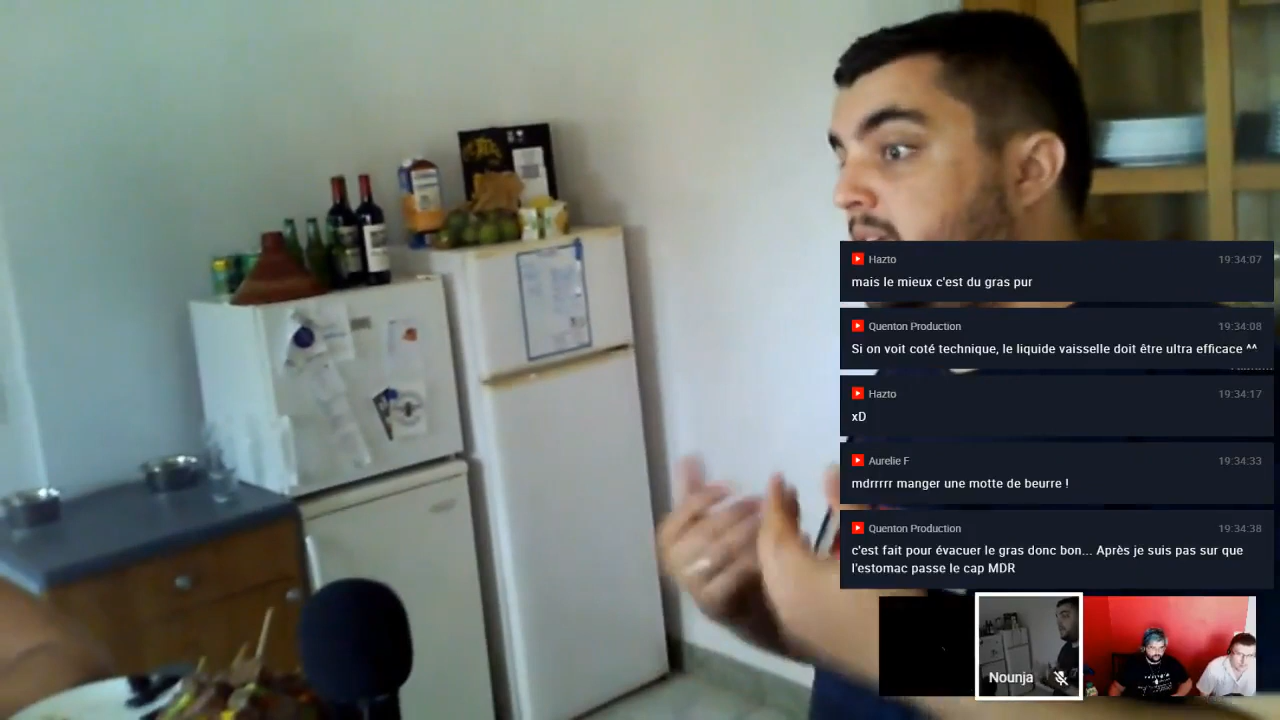 Hazto 19:34:07
mais le mieux c'est du gras pur
Quenton Production 19:34:08
Si on voit coté technique, le liquide vaisselle doit être ultra efficace ^^
Hazto 19:34:17
xD
Aurelie F 19:34:33
mdrrrrr manger une motte de beurre !
Quenton Production 19:34:38
c'est fait pour évacuer le gras donc bon... Après je suis pas sur que
l'estomac passe le cap MDR
Nounja